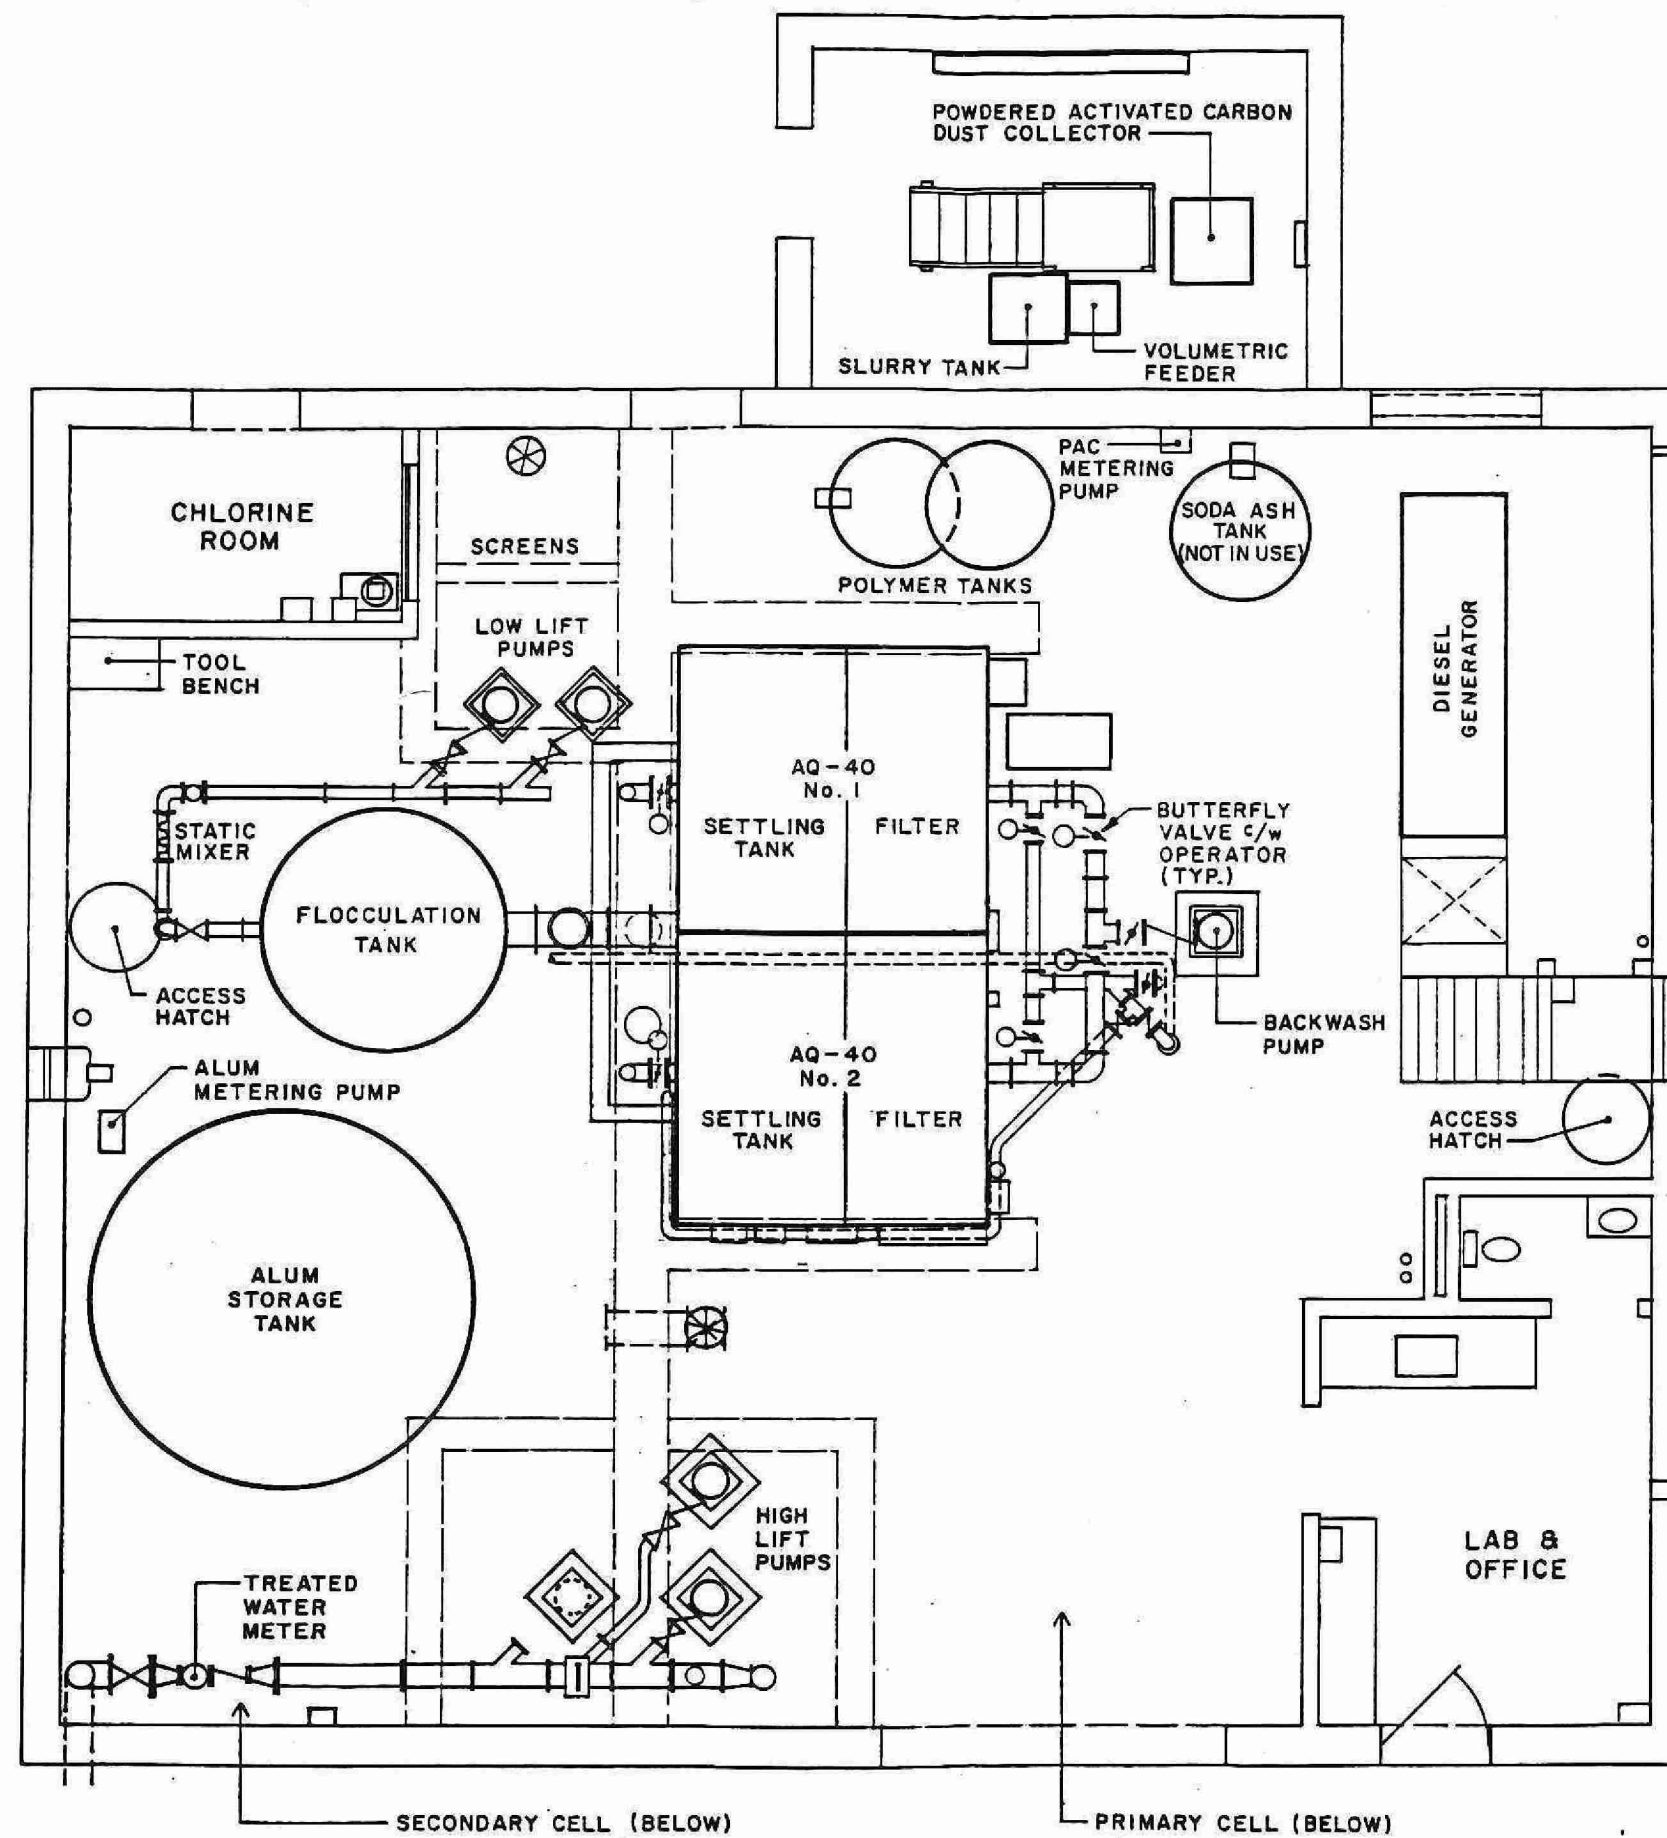 POWDERED ACTIVATED CARBON
DUST COLLECTOR
SLURRY TANK
VOLUMETRIC
FEEDER
CHLORINE
ROOM
SCREENS
POLYMER TANKS
PAC
METERING
PUMP
SODA ASH
TANK
(NOT IN USE)
DIESEL
GENERATOR
LOW LIFT
PUMPS
TOOL
BENCH
AQ-40
No. 1
SETTLING
TANK
FILTER
STATIC
MIXER
BUTTERFLY
VALVE c/w
OPERATOR
(TYP.)
FLOCCULATION
TANK
ACCESS
HATCH
BACKWASH
PUMP
AQ-40
No. 2
SETTLING
TANK
FILTER
ALUM
METERING PUMP
ACCESS
HATCH
ALUM
STORAGE
TANK
HIGH
LIFT
PUMPS
LAB &
OFFICE
TREATED
WATER
METER
SECONDARY CELL (BELOW)
PRIMARY CELL (BELOW)